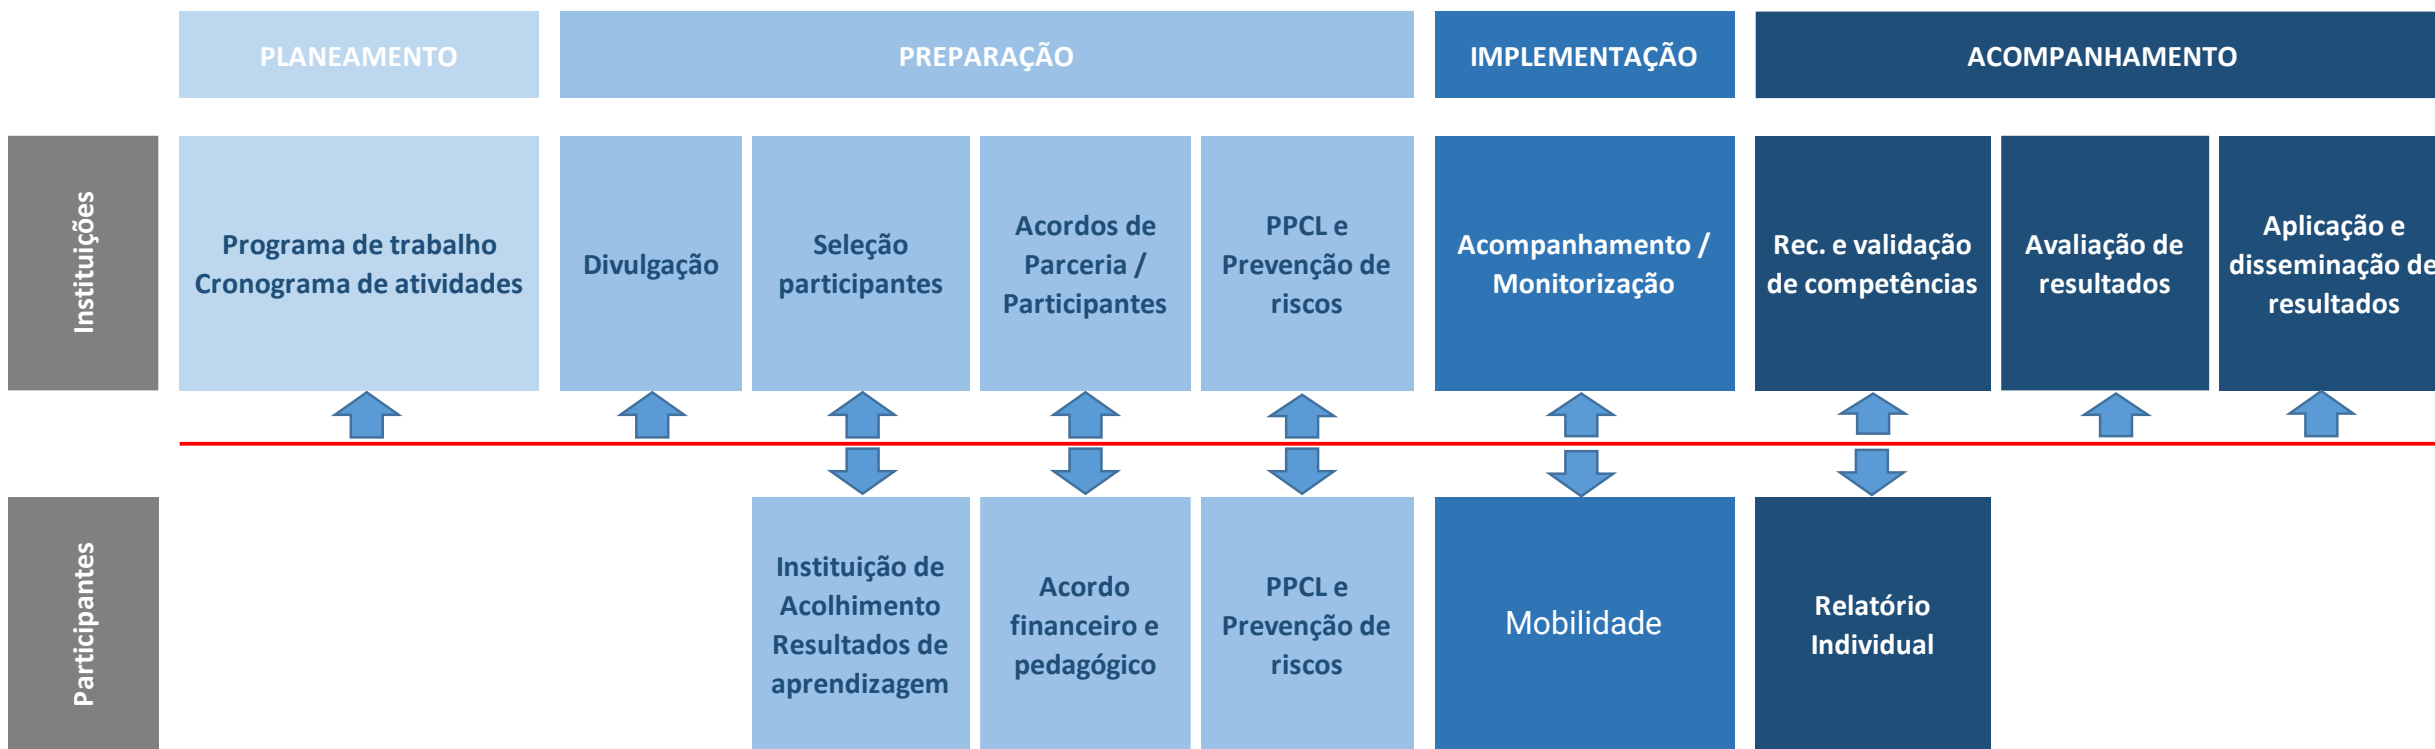 PLANEAMENTO
PREPARAÇÃO
IMPLEMENTAÇÃO
ACOMPANHAMENTO
Instituições
Programa de trabalho
Cronograma de atividades
Divulgação
Seleção
participantes
Acordos de
Parceria /
Participantes
PPCL e
Prevenção de
riscos
Acompanhamento /
Monitorização
Rec. e validação
de competências
Avaliação de
resultados
Aplicação e
disseminação de
resultados
Participantes
Instituição de
Acolhimento
Resultados de
aprendizagem
Acordo
financeiro e
pedagógico
PPCL e
Prevenção de
riscos
Mobilidade
Relatório
Individual